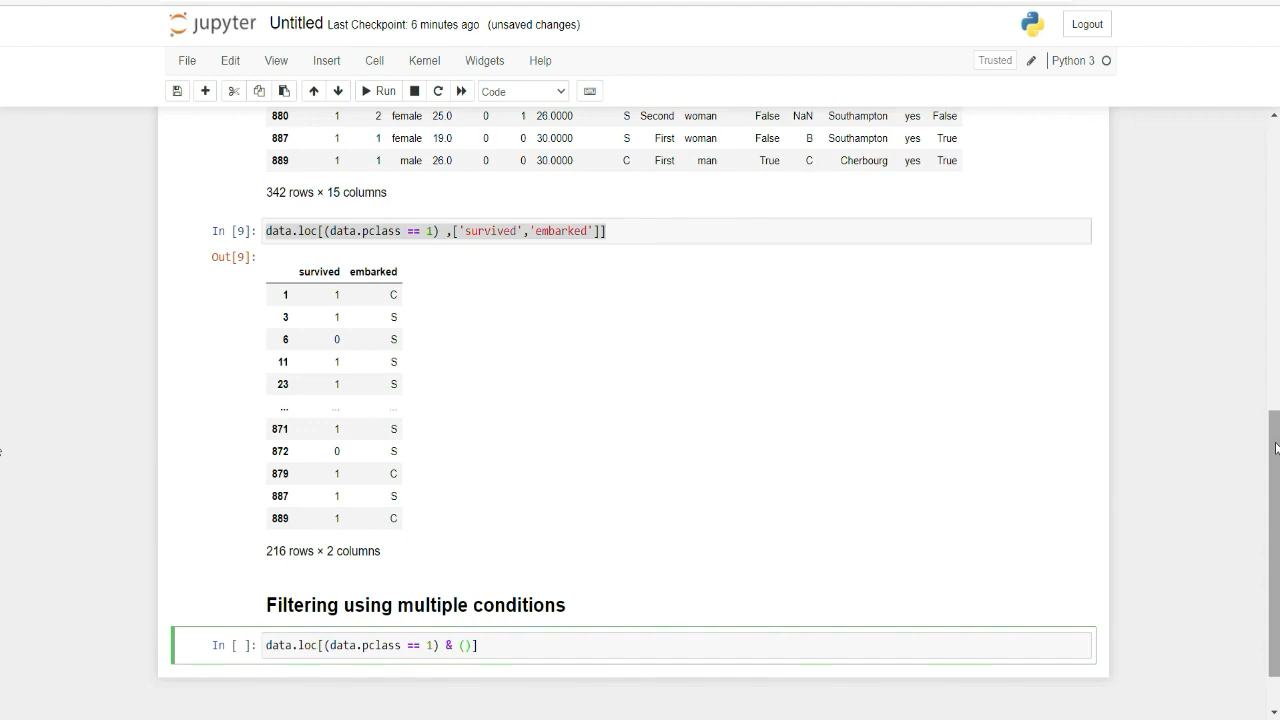 jupyter Untitled Last Checkpoint: 6 minutes ago (unsaved changes) Logout
File Edit View Insert Cell Kernel Widgets Help Trusted Python 3
Run Code
880 1 2 female 25.0 0 1 26.0000 S Second woman False NaN Southampton yes False
887 1 1 female 19.0 0 0 30.0000 S First woman False B Southampton yes True
889 1 1 male 26.0 0 0 30.0000 C First man True C Cherbourg yes True
342 rows × 15 columns
In [9]: data.loc[(data.pclass == 1) ,['survived','embarked']]
Out[9]:
survived embarked
1 1 C
3 1 S
6 0 S
11 1 S
23 1 S
... ... ...
871 1 S
872 0 S
879 1 C
887 1 S
889 1 C
216 rows × 2 columns
Filtering using multiple conditions
In [ ]: data.loc[(data.pclass == 1) & ()]